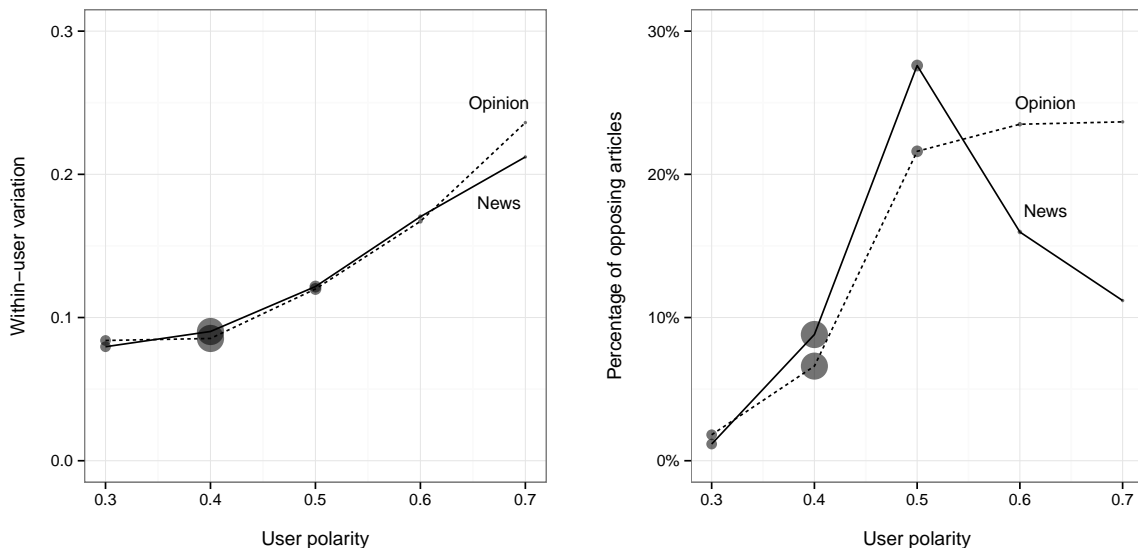 0.3
0.2
0.1
0.0
Within−user variation
Opinion
News
0.3 0.4 0.5 0.6 0.7
User polarity
30%
20%
10%
0%
Percentage of opposing articles
Opinion
News
0.3 0.4 0.5 0.6 0.7
User polarity